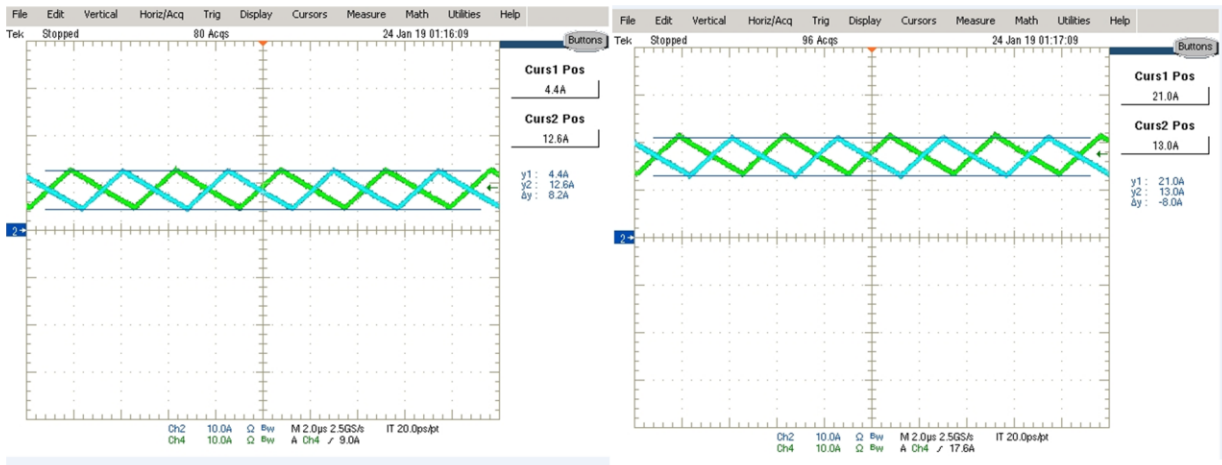 File Edit Vertical Horiz/Acq Trig Display Cursors Measure Math Utilities Help
Tek Stopped 80 Acqs 24 Jan 19 01:16:09
Buttons
Curs1 Pos
4.4A
Curs2 Pos
12.6A
y1 : 4.4A
y2 : 12.6A
Δy : 8.2A
2
Ch2 10.0A Ω Bw M 2.0µs 2.5GS/s IT 20.0ps/pt
Ch4 10.0A Ω Bw A Ch4 / 9.0A
File Edit Vertical Horiz/Acq Trig Display Cursors Measure Math Utilities Help
Tek Stopped 96 Acqs 24 Jan 19 01:17:09
Buttons
Curs1 Pos
21.0A
Curs2 Pos
13.0A
y1 : 21.0A
y2 : 13.0A
Δy : -8.0A
2
Ch2 10.0A Ω Bw M 2.0µs 2.5GS/s IT 20.0ps/pt
Ch4 10.0A Ω Bw A Ch4 / 17.6A